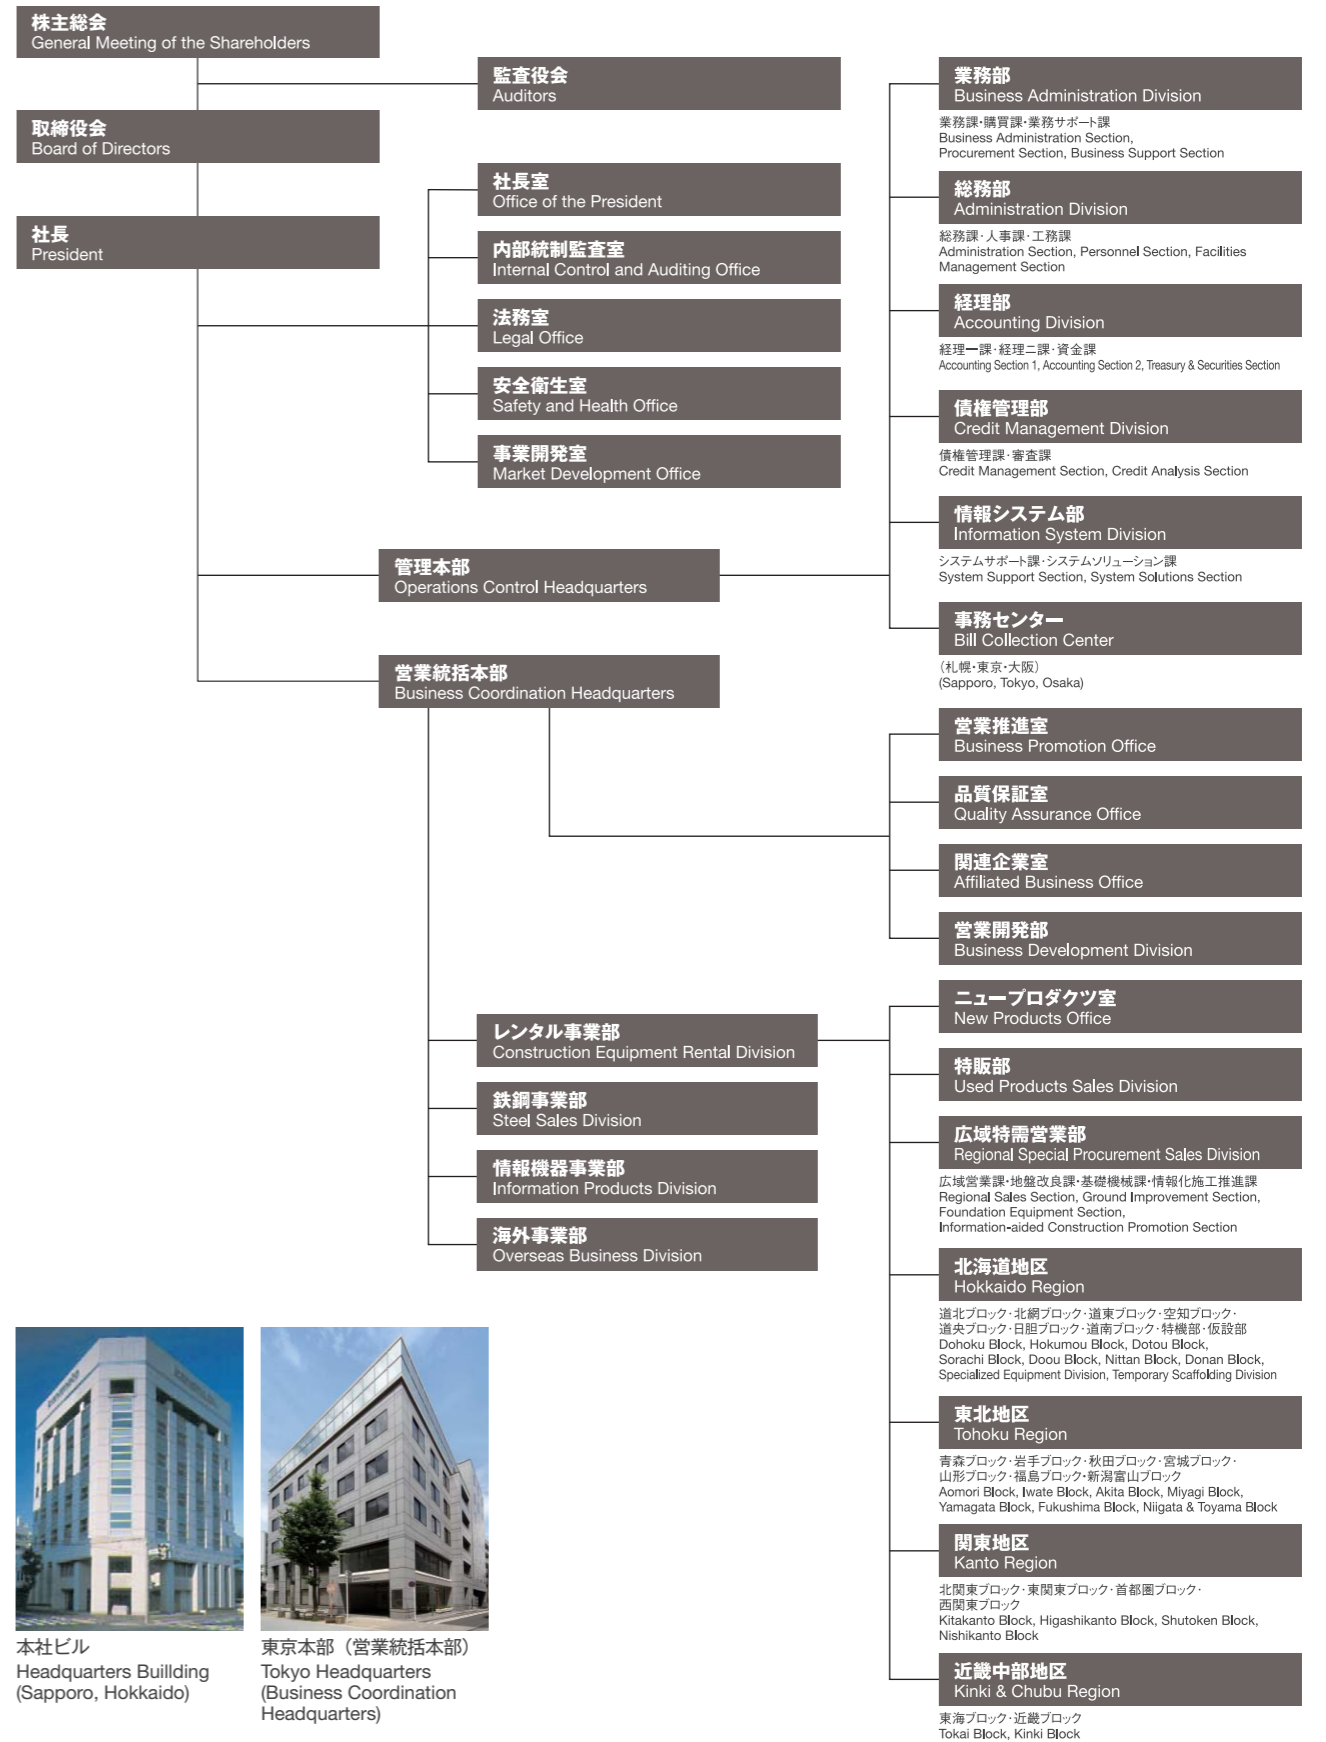 株主総会
General Meeting of the Shareholders
監査役会
Auditors
取締役会
Board of Directors
社長
President
社長室
Office of the President
内部統制監査室
Internal Control and Auditing Office
法務室
Legal Office
安全衛生室
Safety and Health Office
事業開発室
Market Development Office
管理本部
Operations Control Headquarters
業務部
Business Administration Division
業務課・購買課・業務サポート課
Business Administration Section,
Procurement Section, Business Support Section
総務部
Administration Division
総務課・人事課・工務課
Administration Section, Personnel Section, Facilities
Management Section
経理部
Accounting Division
経理一課・経理二課・資金課
Accounting Section 1, Accounting Section 2, Treasury & Securities Section
債権管理部
Credit Management Division
債権管理課・審査課
Credit Management Section, Credit Analysis Section
情報システム部
Information System Division
システムサポート課・システムソリューション課
System Support Section, System Solutions Section
事務センター
Bill Collection Center
（札幌・東京・大阪）
(Sapporo, Tokyo, Osaka)
営業統括本部
Business Coordination Headquarters
営業推進室
Business Promotion Office
品質保証室
Quality Assurance Office
関連企業室
Affiliated Business Office
営業開発部
Business Development Division
レンタル事業部
Construction Equipment Rental Division
鉄鋼事業部
Steel Sales Division
情報機器事業部
Information Products Division
海外事業部
Overseas Business Division
ニュープロダクツ室
New Products Office
特販部
Used Products Sales Division
広域特需営業部
Regional Special Procurement Sales Division
広域営業課・地盤改良課・基礎機械課・情報化施工推進課
Regional Sales Section, Ground Improvement Section,
Foundation Equipment Section,
Information-aided Construction Promotion Section
北海道地区
Hokkaido Region
道北ブロック・北網ブロック・道東ブロック・空知ブロック・
道央ブロック・日胆ブロック・道南ブロック・特機部・仮設部
Dohoku Block, Hokumou Block, Dotou Block,
Sorachi Block, Doou Block, Nittan Block, Donan Block,
Specialized Equipment Division, Temporary Scaffolding Division
東北地区
Tohoku Region
青森ブロック・岩手ブロック・秋田ブロック・宮城ブロック・
山形ブロック・福島ブロック・新潟富山ブロック
Aomori Block, Iwate Block, Akita Block, Miyagi Block,
Yamagata Block, Fukushima Block, Niigata & Toyama Block
関東地区
Kanto Region
北関東ブロック・東関東ブロック・首都圏ブロック・
西関東ブロック
Kitakanto Block, Higashikanto Block, Shutoken Block,
Nishikanto Block
近畿中部地区
Kinki & Chubu Region
東海ブロック・近畿ブロック
Tokai Block, Kinki Block
本社ビル
Headquarters Buillding
(Sapporo, Hokkaido)
東京本部（営業統括本部）
Tokyo Headquarters
(Business Coordination
Headquarters)